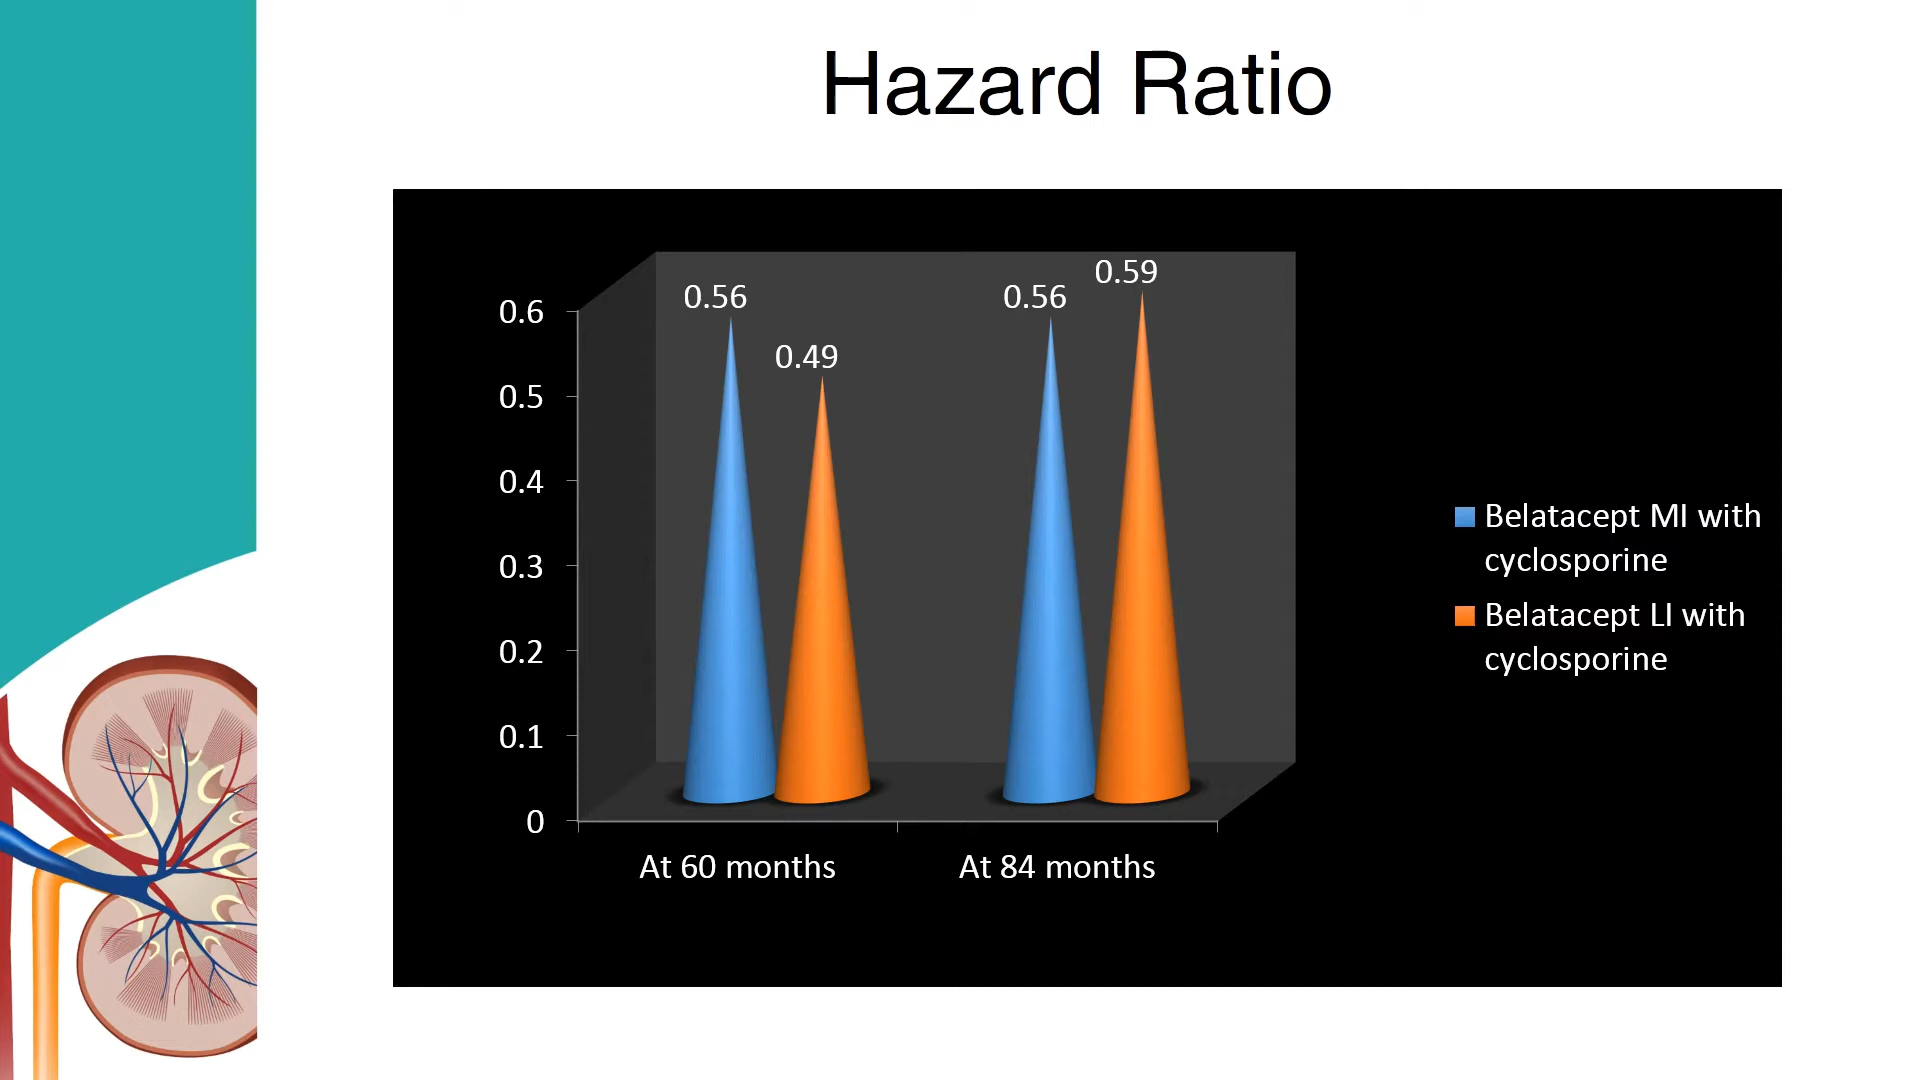 Hazard Ratio
0.56
0.49
0.56
0.59
0.6
0.5
0.4
0.3
0.2
0.1
0
At 60 months
At 84 months
Belatacept MI with
cyclosporine
Belatacept LI with
cyclosporine